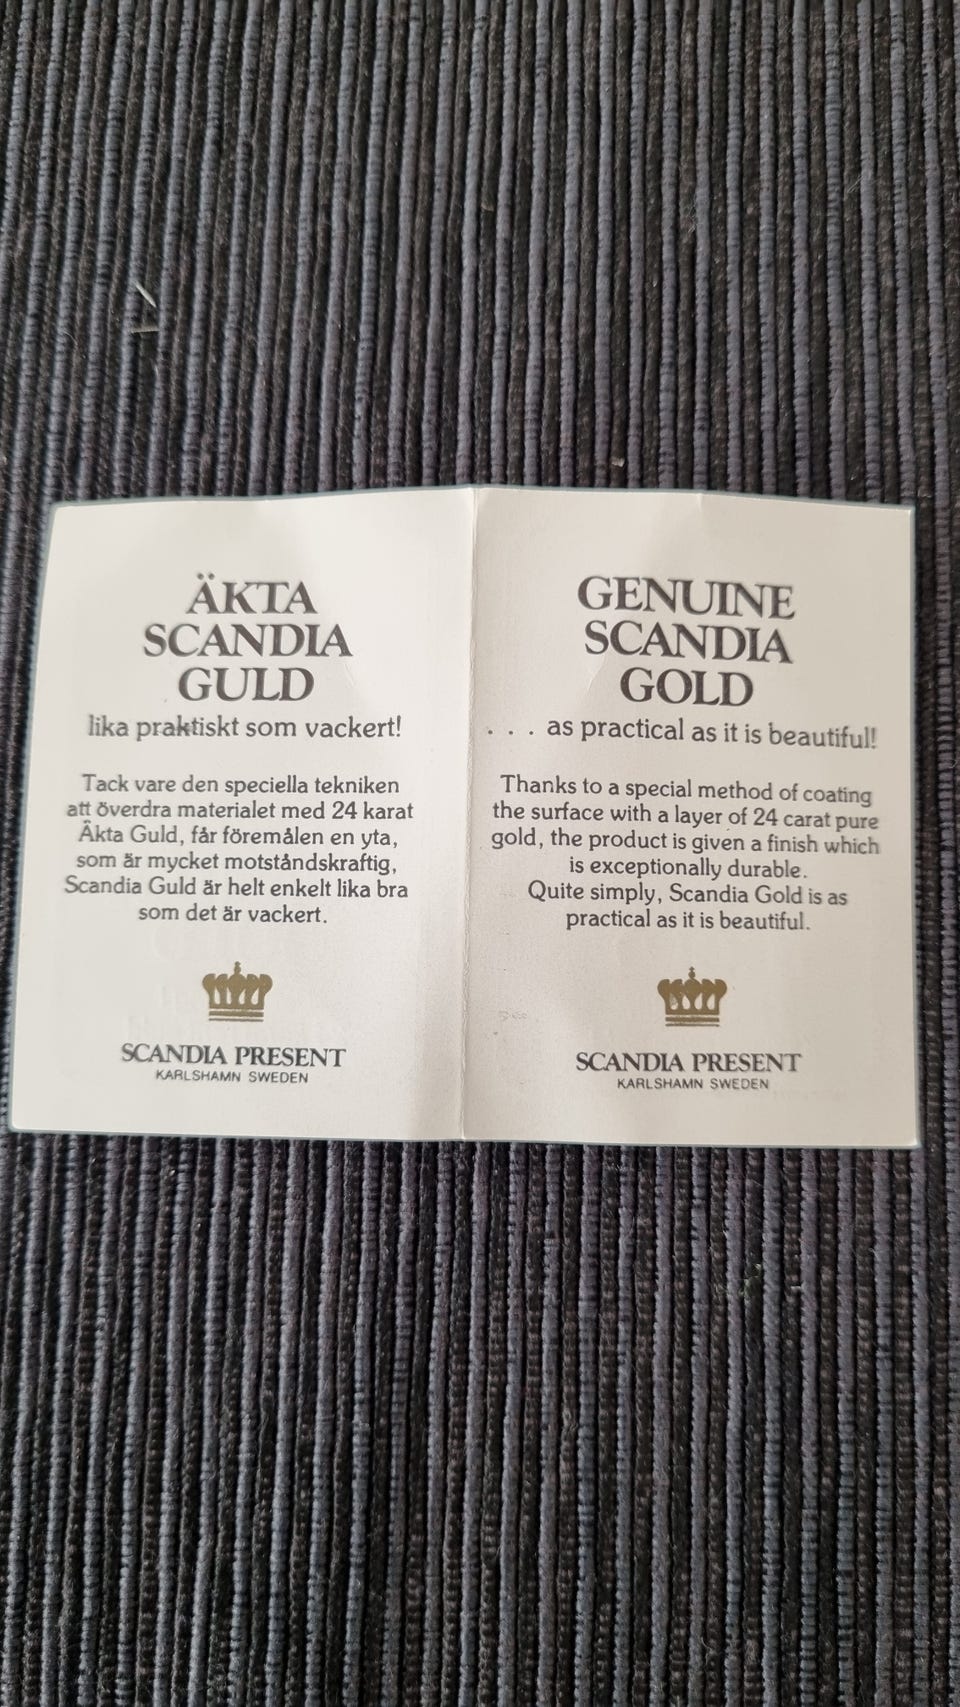 ÄKTA
SCANDIA
GULD
lika praktiskt som vackert!
Tack vare den speciella tekniken
att överdra materialet med 24 karat
Äkta Guld, får föremålen en yta,
som är mycket motståndskraftig,
Scandia Guld är helt enkelt lika bra
som det är vackert.
SCANDIA PRESENT
KARLSHAMN SWEDEN
GENUINE
SCANDIA
GOLD
. . . as practical as it is beautiful!
Thanks to a special method of coating
the surface with a layer of 24 carat pure
gold, the product is given a finish which
is exceptionally durable.
Quite simply, Scandia Gold is as
practical as it is beautiful.
SCANDIA PRESENT
KARLSHAMN SWEDEN